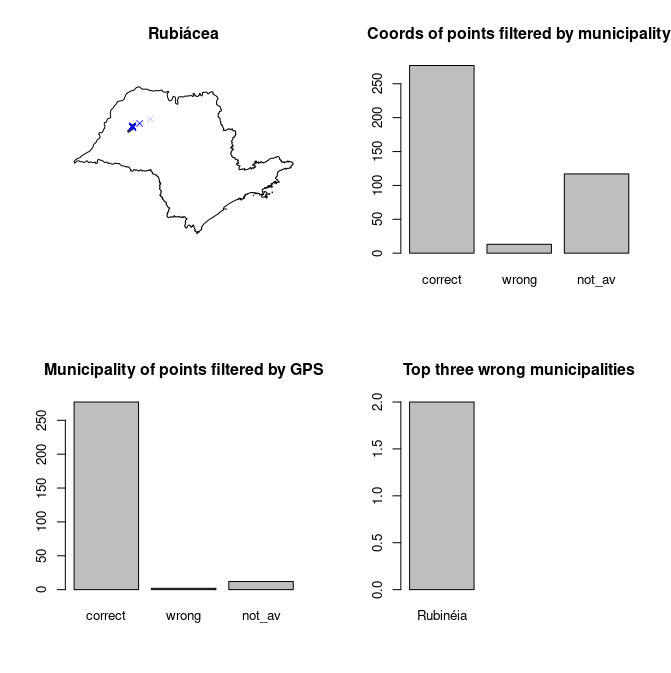 Rubiácea
Coords of points filtered by municipality
0
50
100
150
200
250
correct wrong not_av
Municipality of points filtered by GPS
0
50
100
150
200
250
correct wrong not_av
Top three wrong municipalities
0.0
0.5
1.0
1.5
2.0
Rubinéia